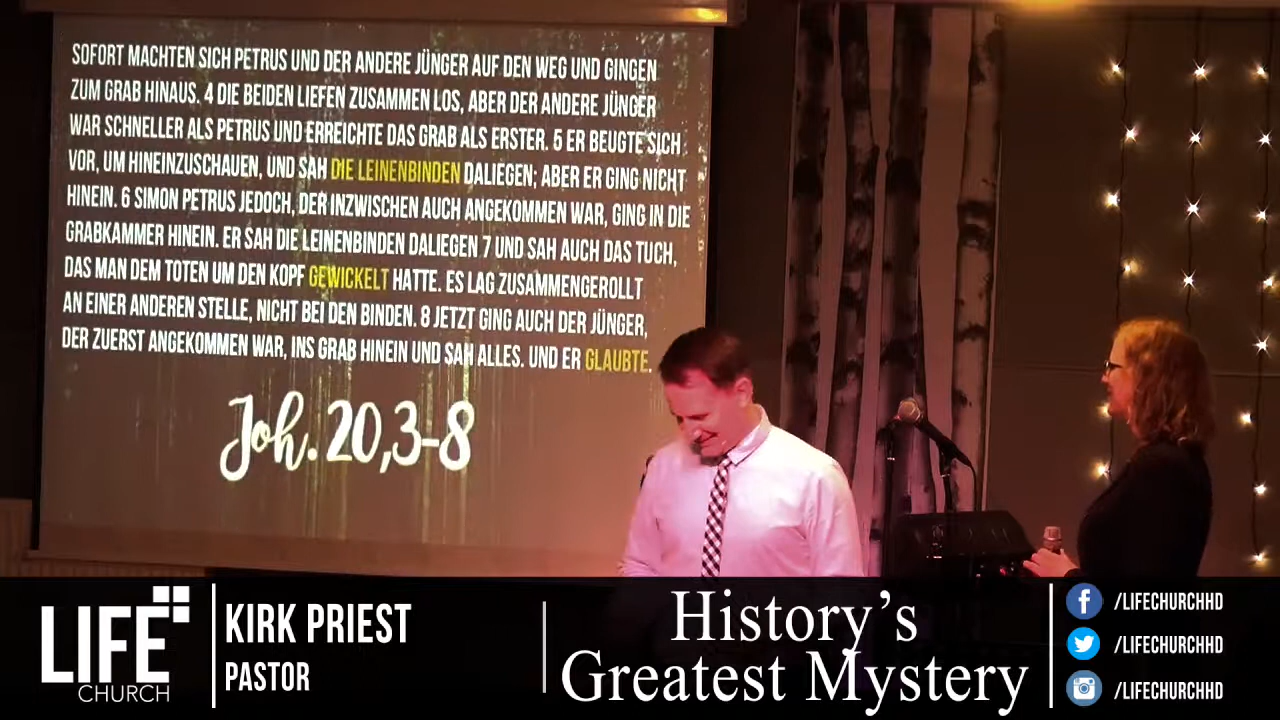 SOFORT MACHTEN SICH PETRUS UND DER ANDERE JÜNGER AUF DEN WEG UND GINGEN
ZUM GRAB HINAUS. 4 DIE BEIDEN LIEFEN ZUSAMMEN LOS, ABER DER ANDERE JÜNGER
WAR SCHNELLER ALS PETRUS UND ERREICHTE DAS GRAB ALS ERSTER. 5 ER BEUGTE SICH
VOR, UM HINEINZUSCHAUEN, UND SAH DIE LEINENBINDEN DALIEGEN; ABER ER GING NICHT
HINEIN. 6 SIMON PETRUS JEDOCH, DER INZWISCHEN AUCH ANGEKOMMEN WAR, GING IN DIE
GRABKAMMER HINEIN. ER SAH DIE LEINENBINDEN DALIEGEN 7 UND SAH AUCH DAS TUCH,
DAS MAN DEM TOTEN UM DEN KOPF GEWICKELT HATTE. ES LAG ZUSAMMENGEROLLT
AN EINER ANDEREN STELLE, NICHT BEI DEN BINDEN. 8 JETZT GING AUCH DER JÜNGER,
DER ZUERST ANGEKOMMEN WAR, INS GRAB HINEIN UND SAH ALLES. UND ER GLAUBTE.
Joh. 20,3-8
LIFE
CHURCH
KIRK PRIEST
PASTOR
History's
Greatest Mystery
/LIFECHURCHHD
/LIFECHURCHHD
/LIFECHURCHHD